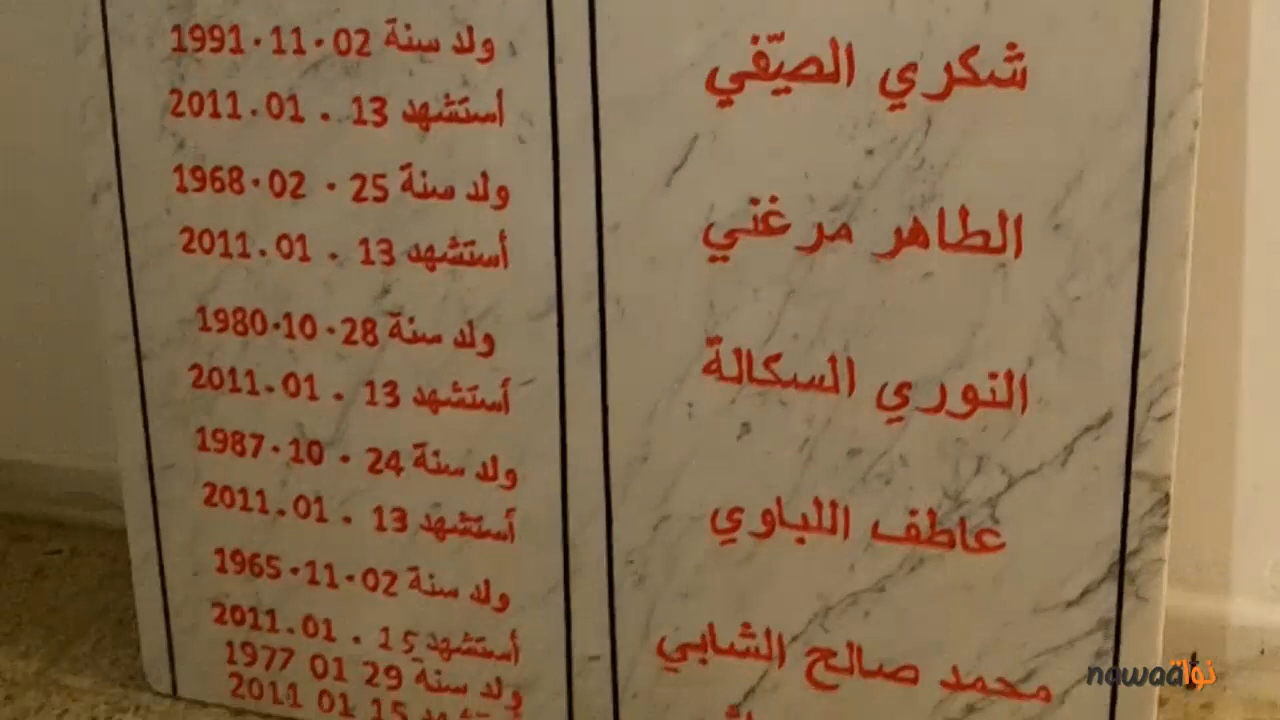 شكري الصيّفي
ولد سنة 02·11·1991
أستشهد 13 . 01.2011
الطاهر مرغني
ولد سنة 25 · 02·1968
أستشهد 13 . 01.2011
النوري السكالة
ولد سنة 28·10·1980
أستشهد 13 . 01.2011
عاطف اللباوي
ولد سنة 24 . 10·1987
أستشهد 13 . 01.2011
محمد صالح الشابي
ولد سنة 02·11·1965
أستشهد 15 . 01.2011
ولد سنة 29 01 1977
أستشهد 15 01 2011
nawaat نواة